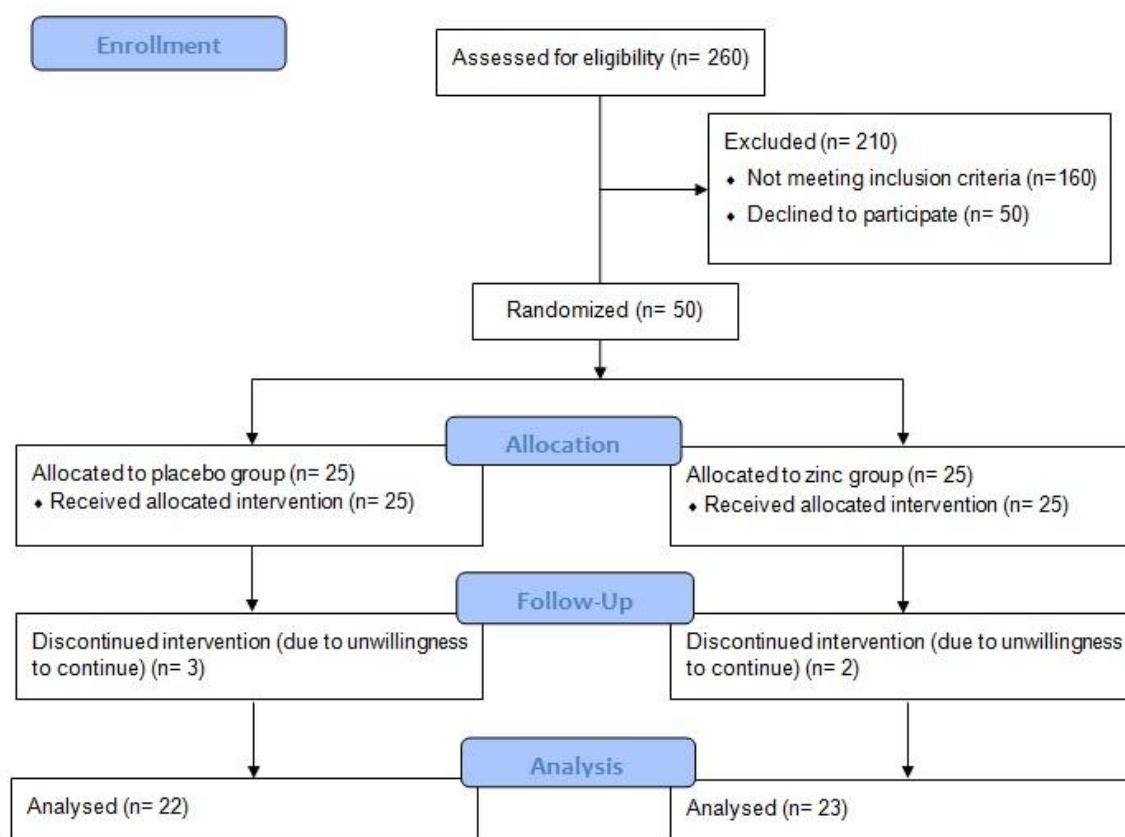 Enrollment
Assessed for eligibility (n= 260)
Excluded (n= 210)
⬧ Not meeting inclusion criteria (n=160)
⬧ Declined to participate (n= 50)
Randomized (n= 50)
Allocation
Allocated to placebo group (n= 25)
⬧ Received allocated intervention (n= 25)
Allocated to zinc group (n= 25)
⬧ Received allocated intervention (n= 25)
Follow-Up
Discontinued intervention (due to unwillingness
to continue) (n= 3)
Discontinued intervention (due to unwillingness
to continue) (n= 2)
Analysis
Analysed (n= 22)
Analysed (n= 23)